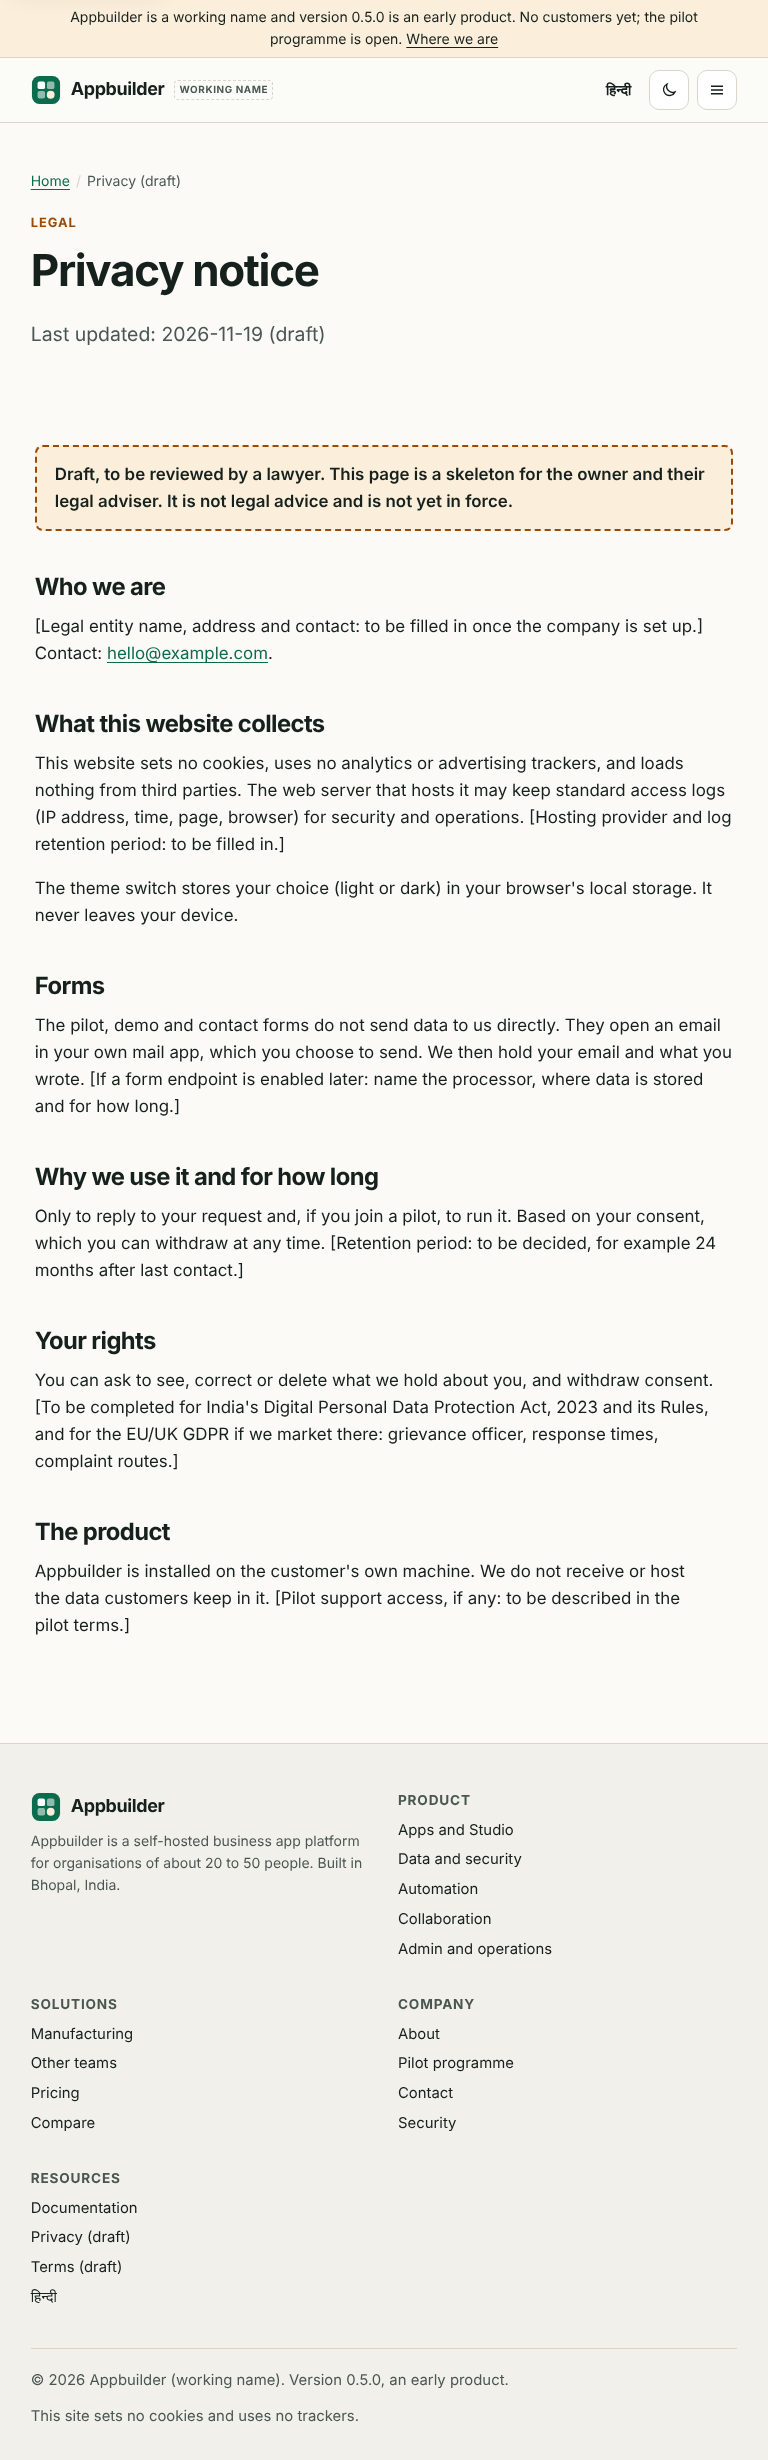 Appbuilder is a working name and version 0.5.0 is an early product. No customers yet; the pilot
programme is open. Where we are
Appbuilder WORKING NAME हिन्दी
Home / Privacy (draft)
LEGAL
Privacy notice
Last updated: 2026-11-19 (draft)
Draft, to be reviewed by a lawyer. This page is a skeleton for the owner and their
legal adviser. It is not legal advice and is not yet in force.
Who we are
[Legal entity name, address and contact: to be filled in once the company is set up.]
Contact: hello@example.com.
What this website collects
This website sets no cookies, uses no analytics or advertising trackers, and loads
nothing from third parties. The web server that hosts it may keep standard access logs
(IP address, time, page, browser) for security and operations. [Hosting provider and log
retention period: to be filled in.]
The theme switch stores your choice (light or dark) in your browser's local storage. It
never leaves your device.
Forms
The pilot, demo and contact forms do not send data to us directly. They open an email
in your own mail app, which you choose to send. We then hold your email and what you
wrote. [If a form endpoint is enabled later: name the processor, where data is stored
and for how long.]
Why we use it and for how long
Only to reply to your request and, if you join a pilot, to run it. Based on your consent,
which you can withdraw at any time. [Retention period: to be decided, for example 24
months after last contact.]
Your rights
You can ask to see, correct or delete what we hold about you, and withdraw consent.
[To be completed for India's Digital Personal Data Protection Act, 2023 and its Rules,
and for the EU/UK GDPR if we market there: grievance officer, response times,
complaint routes.]
The product
Appbuilder is installed on the customer's own machine. We do not receive or host
the data customers keep in it. [Pilot support access, if any: to be described in the
pilot terms.]
Appbuilder
Appbuilder is a self-hosted business app platform
for organisations of about 20 to 50 people. Built in
Bhopal, India.
PRODUCT
Apps and Studio
Data and security
Automation
Collaboration
Admin and operations
SOLUTIONS
Manufacturing
Other teams
Pricing
Compare
COMPANY
About
Pilot programme
Contact
Security
RESOURCES
Documentation
Privacy (draft)
Terms (draft)
हिन्दी
© 2026 Appbuilder (working name). Version 0.5.0, an early product.
This site sets no cookies and uses no trackers.